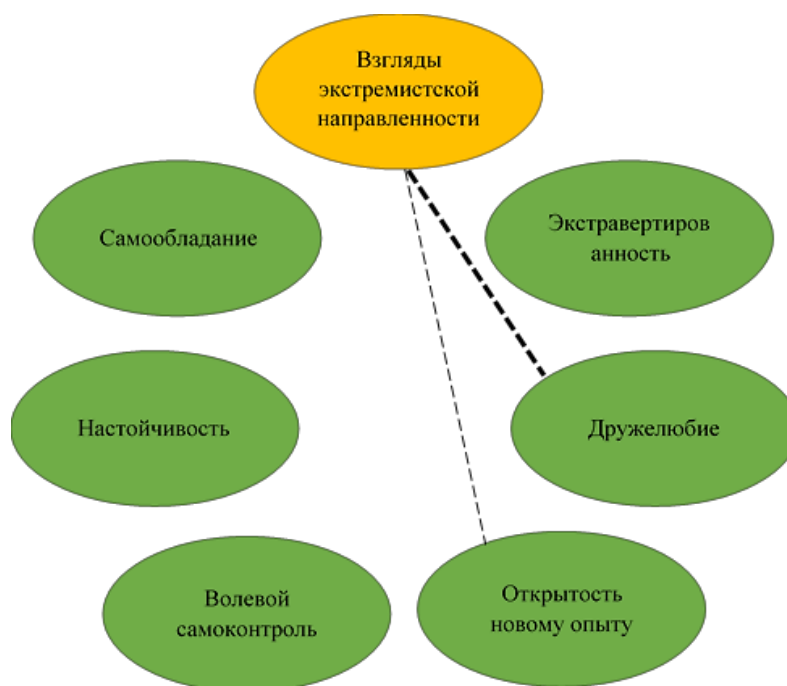 Взгляды
экстремистской
направленности
Самообладание
Экстравертиров
анность
Настойчивость
Дружелюбие
Волевой
самоконтроль
Открытость
новому опыту